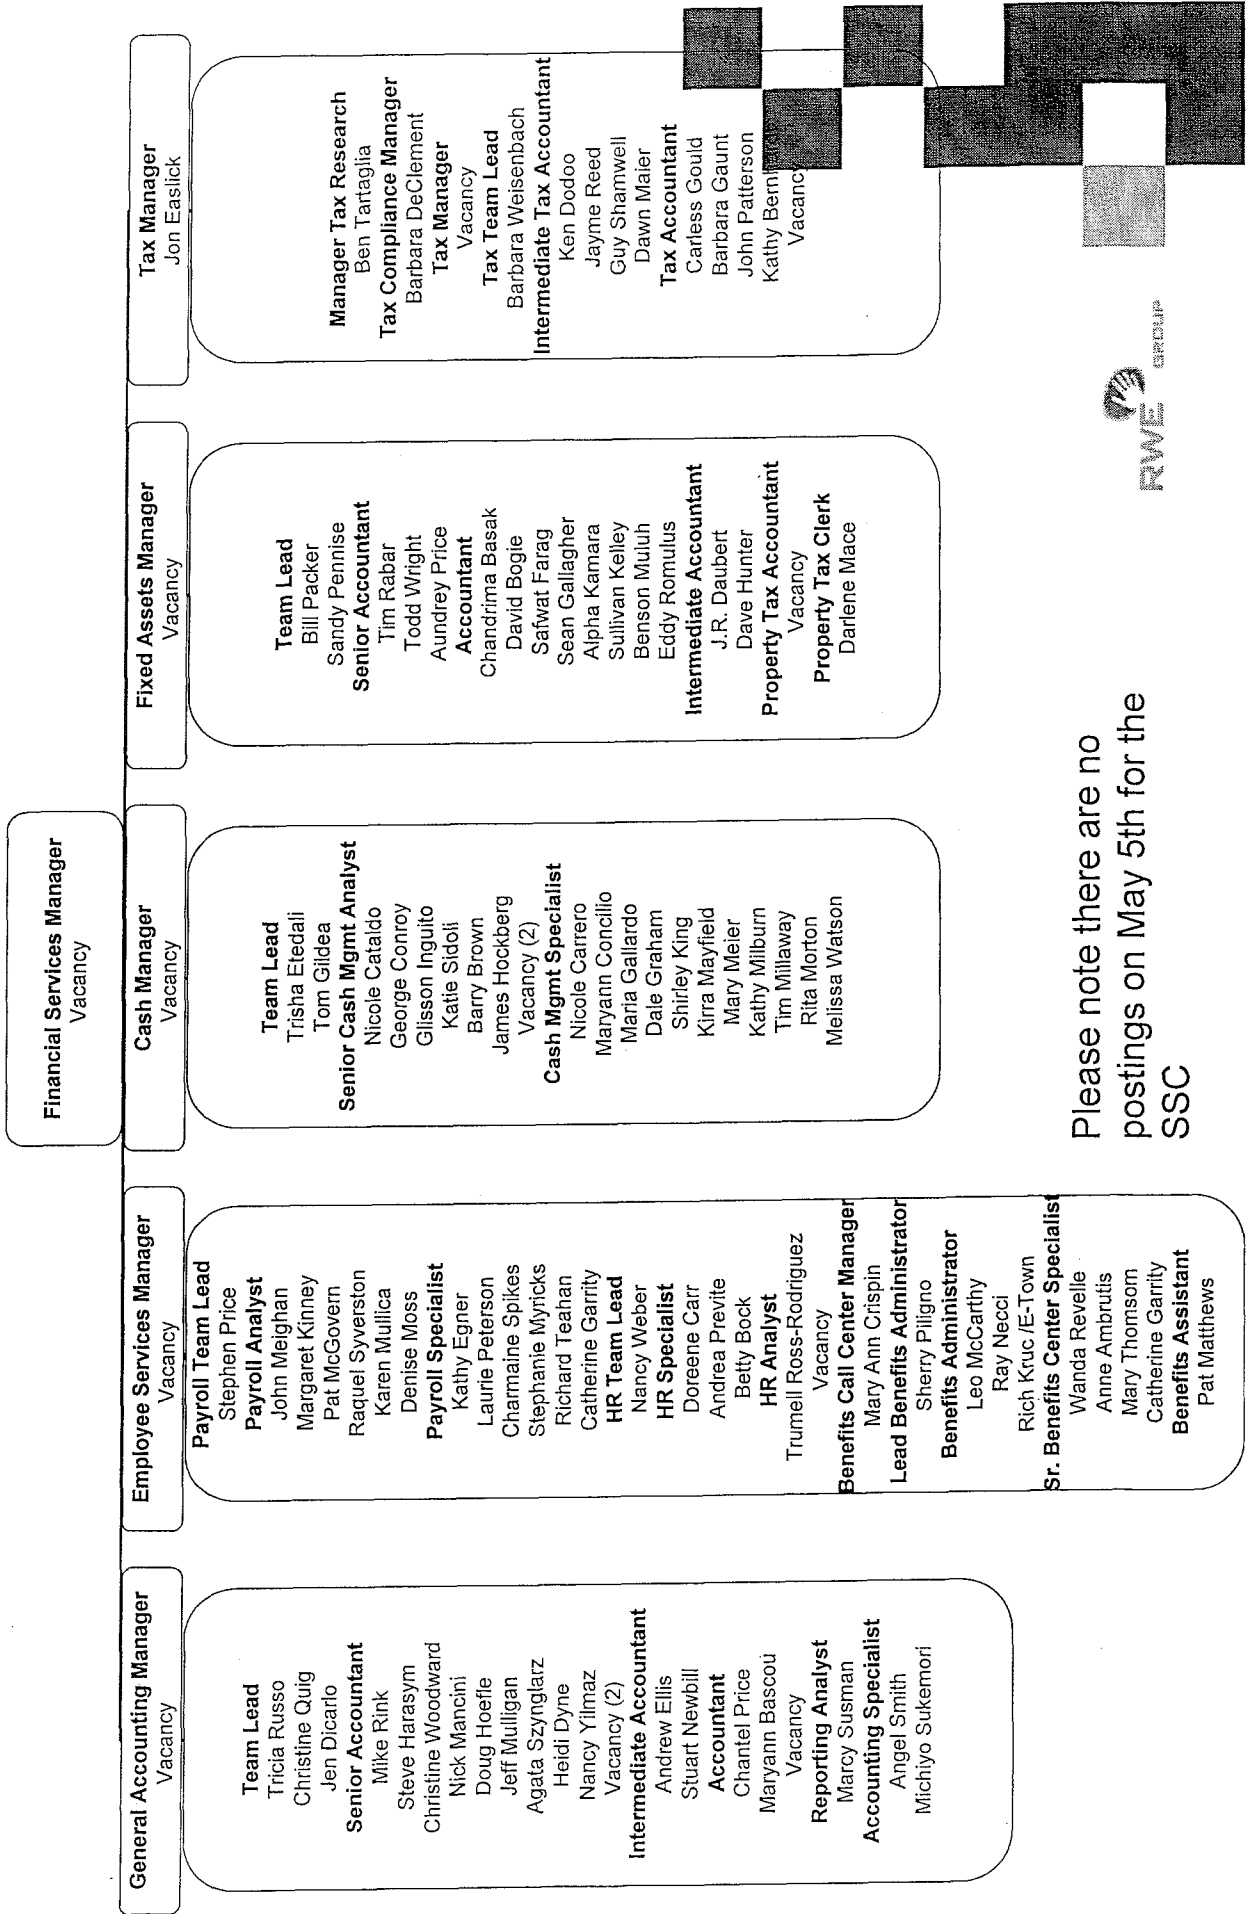 Financial Services Manager
Vacancy
General Accounting Manager
Vacancy
Team Lead
Tricia Russo
Christine Quig
Jen Dicarlo
Senior Accountant
Mike Rink
Steve Harasym
Christine Woodward
Nick Mancini
Doug Hoefle
Jeff Mulligan
Agata Szynglarz
Heidi Dyne
Nancy Yilmaz
Vacancy (2)
Intermediate Accountant
Andrew Ellis
Stuart Newbill
Accountant
Chantel Price
Maryann Bascou
Vacancy
Reporting Analyst
Marcy Susman
Accounting Specialist
Angel Smith
Michiyo Sukemori
Employee Services Manager
Vacancy
Payroll Team Lead
Stephen Price
Payroll Analyst
John Meighan
Margaret Kinney
Pat McGovern
Raquel Syverston
Karen Mullica
Denise Moss
Payroll Specialist
Kathy Egner
Laurie Peterson
Charmaine Spikes
Stephanie Myricks
Richard Teahan
Catherine Garrity
HR Team Lead
Nancy Weber
HR Specialist
Doreene Carr
Andrea Previte
Betty Bock
HR Analyst
Trumell Ross-Rodriguez
Vacancy
Benefits Call Center Manager
Mary Ann Crispin
Lead Benefits Administrator
Sherry Piligno
Benefits Administrator
Leo McCarthy
Ray Necci
Rich Kruc /E-Town
Sr. Benefits Center Specialist
Wanda Revelle
Anne Ambrutis
Mary Thomson
Catherine Garrity
Benefits Assistant
Pat Matthews
Cash Manager
Vacancy
Team Lead
Trisha Etedali
Tom Gildea
Senior Cash Mgmt Analyst
Nicole Cataldo
George Conroy
Glisson Inguito
Katie Sidoli
Barry Brown
James Hockberg
Vacancy (2)
Cash Mgmt Specialist
Nicole Carrero
Maryann Concilio
Maria Gallardo
Dale Graham
Shirley King
Kirra Mayfield
Mary Meier
Kathy Milburn
Tim Millaway
Rita Morton
Melissa Watson
Fixed Assets Manager
Vacancy
Team Lead
Bill Packer
Sandy Pennise
Senior Accountant
Tim Rabar
Todd Wright
Aundrey Price
Accountant
Chandrima Basak
David Bogie
Safwat Farag
Sean Gallagher
Alpha Kamara
Sullivan Kelley
Benson Muluh
Eddy Romulus
Intermediate Accountant
J.R. Daubert
Dave Hunter
Property Tax Accountant
Vacancy
Property Tax Clerk
Darlene Mace
Tax Manager
Jon Easlick
Manager Tax Research
Ben Tartaglia
Tax Compliance Manager
Barbara DeClement
Tax Manager
Vacancy
Tax Team Lead
Barbara Weisenbach
Intermediate Tax Accountant
Ken Dodoo
Jayme Reed
Guy Shamwell
Dawn Maier
Tax Accountant
Carless Gould
Barbara Gaunt
John Patterson
Kathy
Vacancy
Please note there are no
postings on May 5th for the
SSC
RWE GROUP